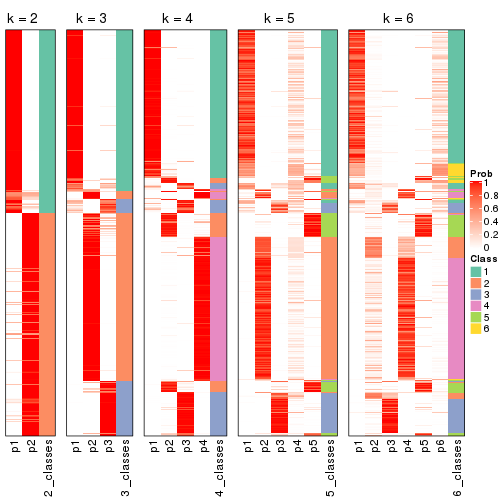 k = 2
k = 3
k = 4
k = 5
k = 6
Prob
1
0.8
0.6
0.4
0.2
0
Class
1
2
3
4
5
6
p1
p2
2_classes
p1
p2
p3
3_classes
p1
p2
p3
p4
4_classes
p1
p2
p3
p4
p5
5_classes
p1
p2
p3
p4
p5
p6
6_classes